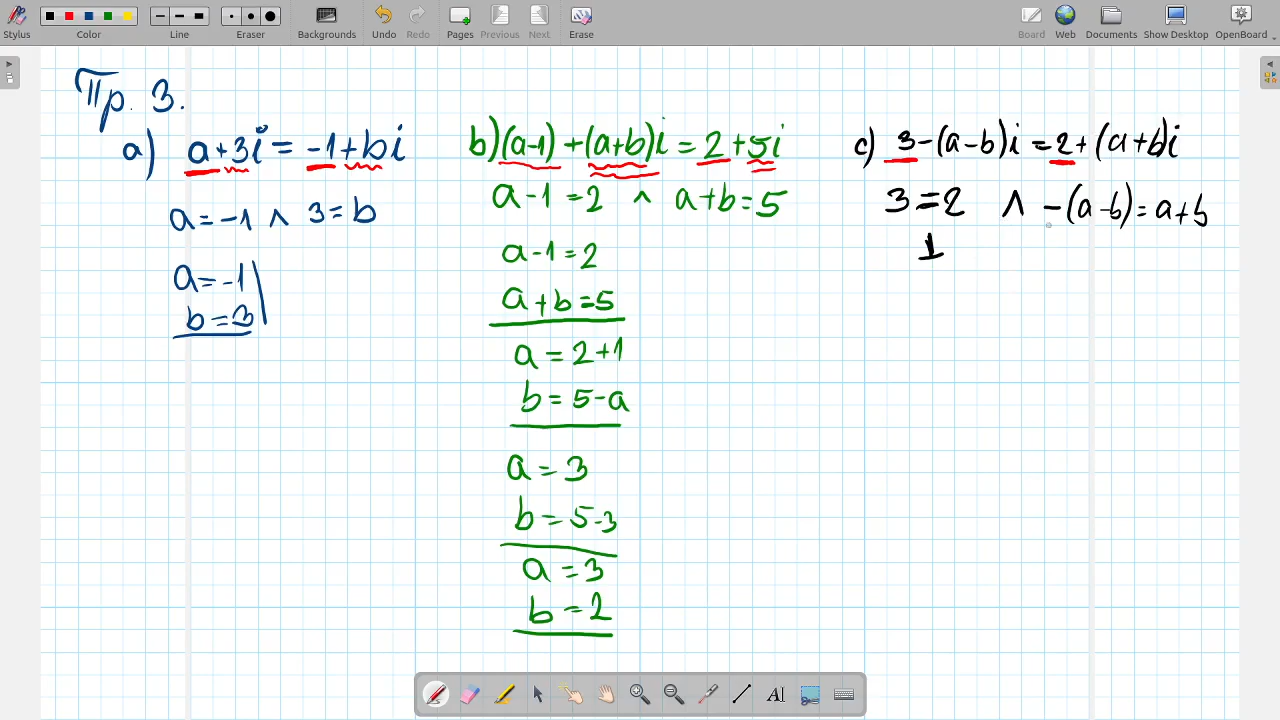 Stylus Color Line Eraser Backgrounds Undo Redo Pages Previous Next Erase Board Web Documents Show Desktop OpenBoard
Пр. 3.
a) a+3i = -1+bi
a = -1 ∧ 3 = b
a = -1
b = 3
b) (a-1) + (a+b)i = 2 + 5i
a-1 = 2 ∧ a+b = 5
a-1 = 2
a+b = 5
a = 2+1
b = 5-a
a = 3
b = 5-3
a = 3
b = 2
c) 3-(a-b)i = 2+(a+b)i
3 = 2 ∧ -(a-b) = a+b
⊥
AI